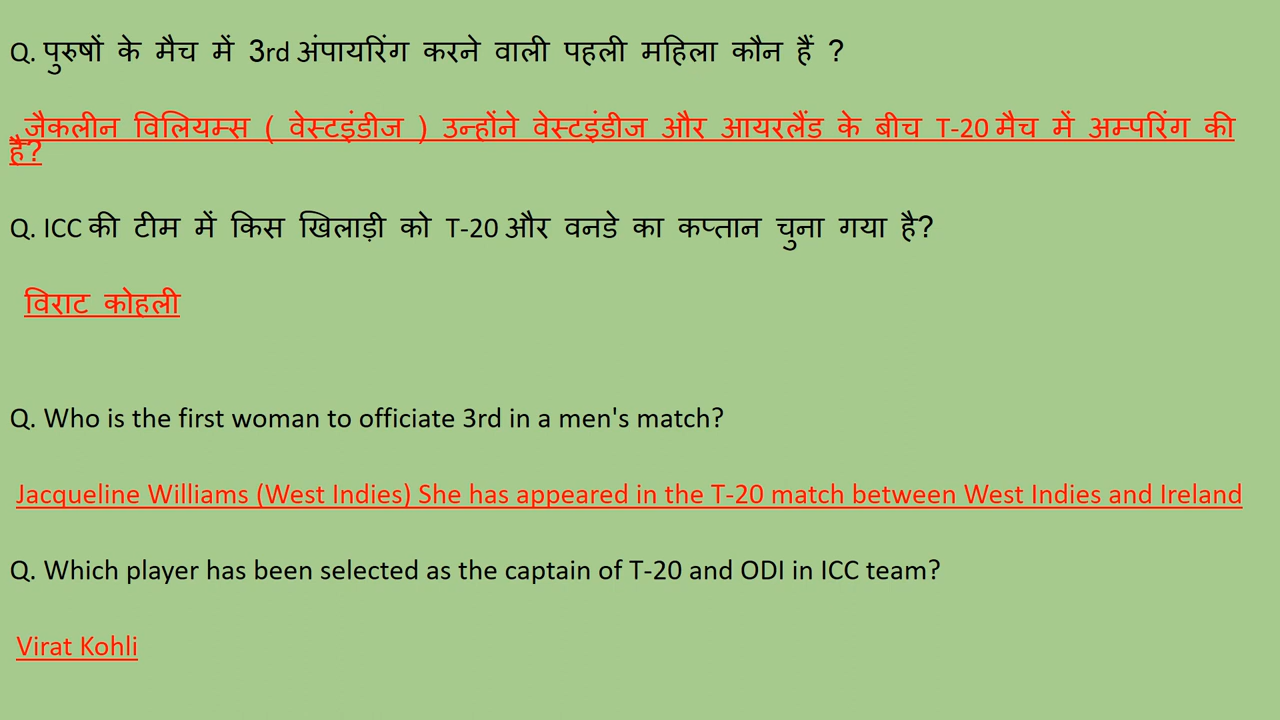 Q. पुरुषों के मैच में 3rd अंपायरिंग करने वाली पहली महिला कौन हैं ?
जैकलीन विलियम्स ( वेस्टइंडीज ) उन्होंने वेस्टइंडीज और आयरलैंड के बीच T-20 मैच में अम्परिंग की
है?
Q. ICC की टीम में किस खिलाड़ी को T-20 और वनडे का कप्तान चुना गया है?
विराट कोहली
Q. Who is the first woman to officiate 3rd in a men's match?
Jacqueline Williams (West Indies) She has appeared in the T-20 match between West Indies and Ireland
Q. Which player has been selected as the captain of T-20 and ODI in ICC team?
Virat Kohli